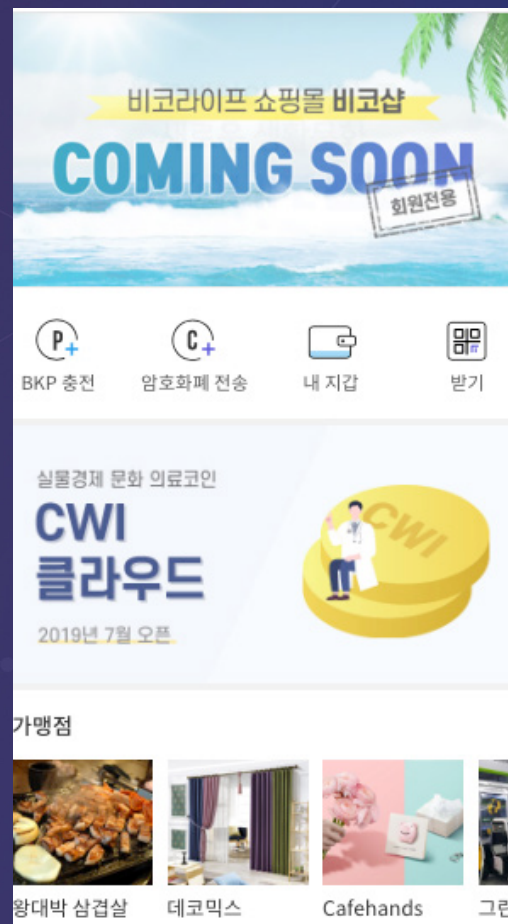 비코라이프 쇼핑몰 비코샵
COMING SOON
회원전용
BKP 충전
암호화폐 전송
내 지갑
받기
실물경제 문화 의료코인
CWI
클라우드
2019년 7월 오픈
CWI
가맹점
왕대박 삼겹살
데코믹스
Cafehands